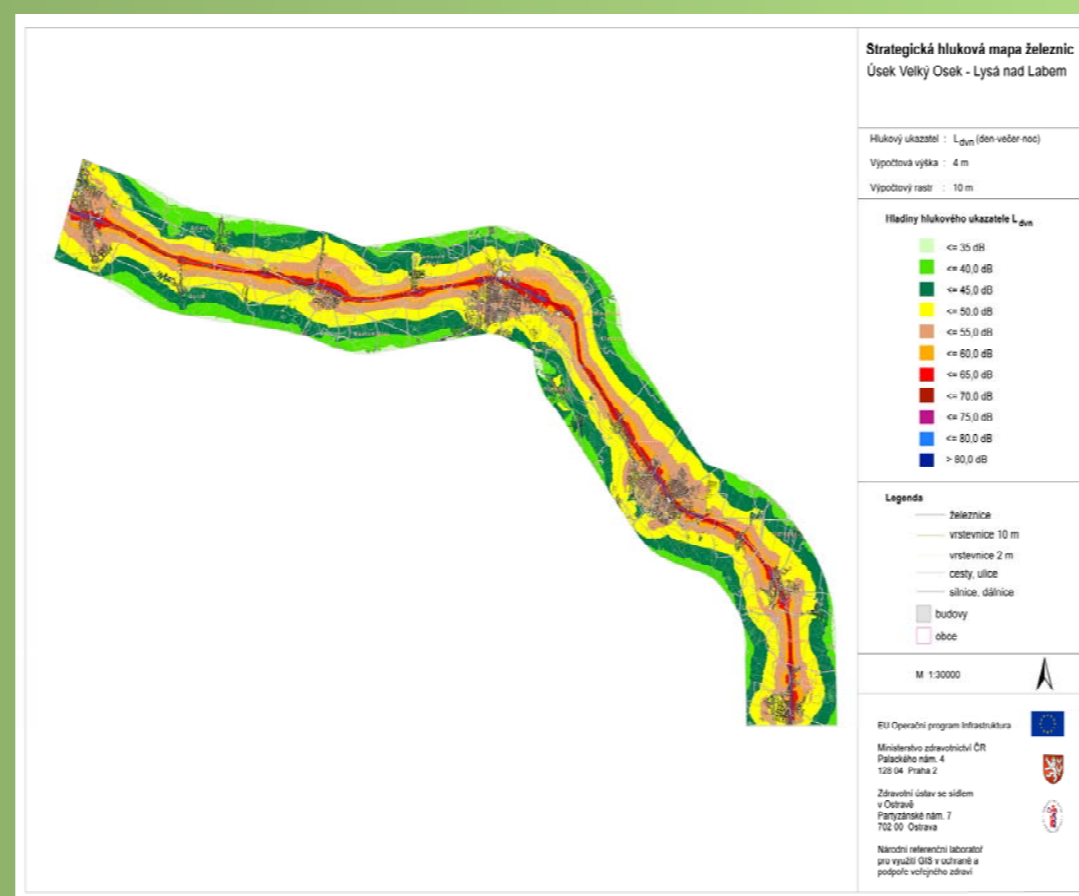 Strategická hluková mapa železnic
Úsek Velký Osek - Lysá nad Labem
Hlukový ukazatel : Ldvn (den-večer-noc)
Výpočtová výška : 4 m
Výpočtový rastr : 10 m
Hladiny hlukového ukazatele Ldvn
<= 35 dB
<= 40,0 dB
<= 45,0 dB
<= 50.0 dB
<= 55,0 dB
<= 60,0 dB
<= 65,0 dB
<= 70.0 dB
<= 75,0 dB
<= 80,0 dB
> 80,0 dB
Legenda
železnice
vrstevnice 10 m
vrstevnice 2 m
cesty, ulice
silnice, dálnice
budovy
obce
M 1:30000
EU Operační program Infrastruktura
Ministerstvo zdravotnictví ČR
Palackého nám. 4
128 04 Praha 2
Zdravotní ústav se sídlem
v Ostravě
Partyzánské nám. 7
702 00 Ostrava
Národní referenční laboratoř
pro využití GIS v ochraně a
podpoře veřejného zdraví